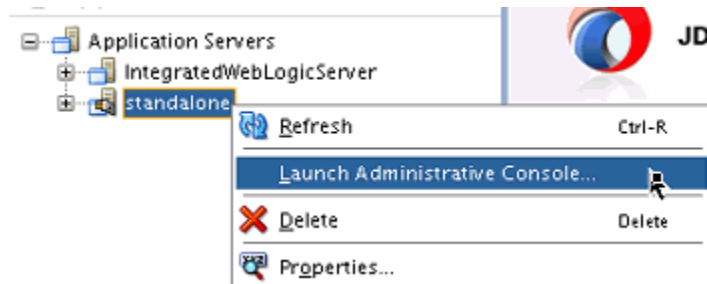 Application Servers
JD
IntegratedWebLogicServer
standalone
Refresh Ctrl-R
Launch Administrative Console...
Delete Delete
Properties...